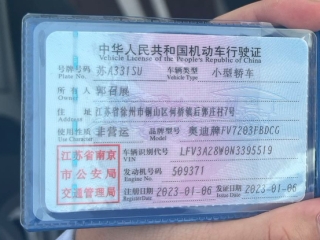 中华人民共和国机动车行驶证
Vehicle License of the People's Republic of China
号牌号码 苏A331SU 车辆类型 小型轿车
Plate No. Vehicle Type
所有人 郭召展
Owner
住址 江苏省徐州市铜山区何桥镇后郭庄村7号
Address
使用性质 非营运 品牌型号 奥迪牌FV7203FBDCG
江苏省南京 车辆识别代号 LFV3A28W0N3395519
VIN
市公安局 发动机号码 509371
Engine No.
交通管理局 注册日期 2023-01-06 发证日期 2023-01-06
Register Date Issue Date